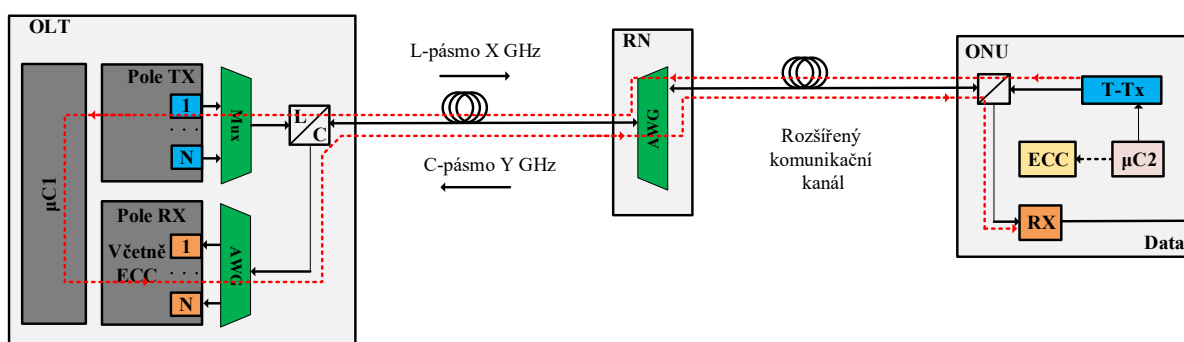 OLT
µC1
Pole TX
1
. . .
N
Mux
L
C
Pole RX
Včetně
ECC
1
. . .
N
AWG
L-pásmo X GHz
C-pásmo Y GHz
RN
AWG
Rozšířený
komunikační
kanál
ONU
T-Tx
ECC
µC2
RX
Data